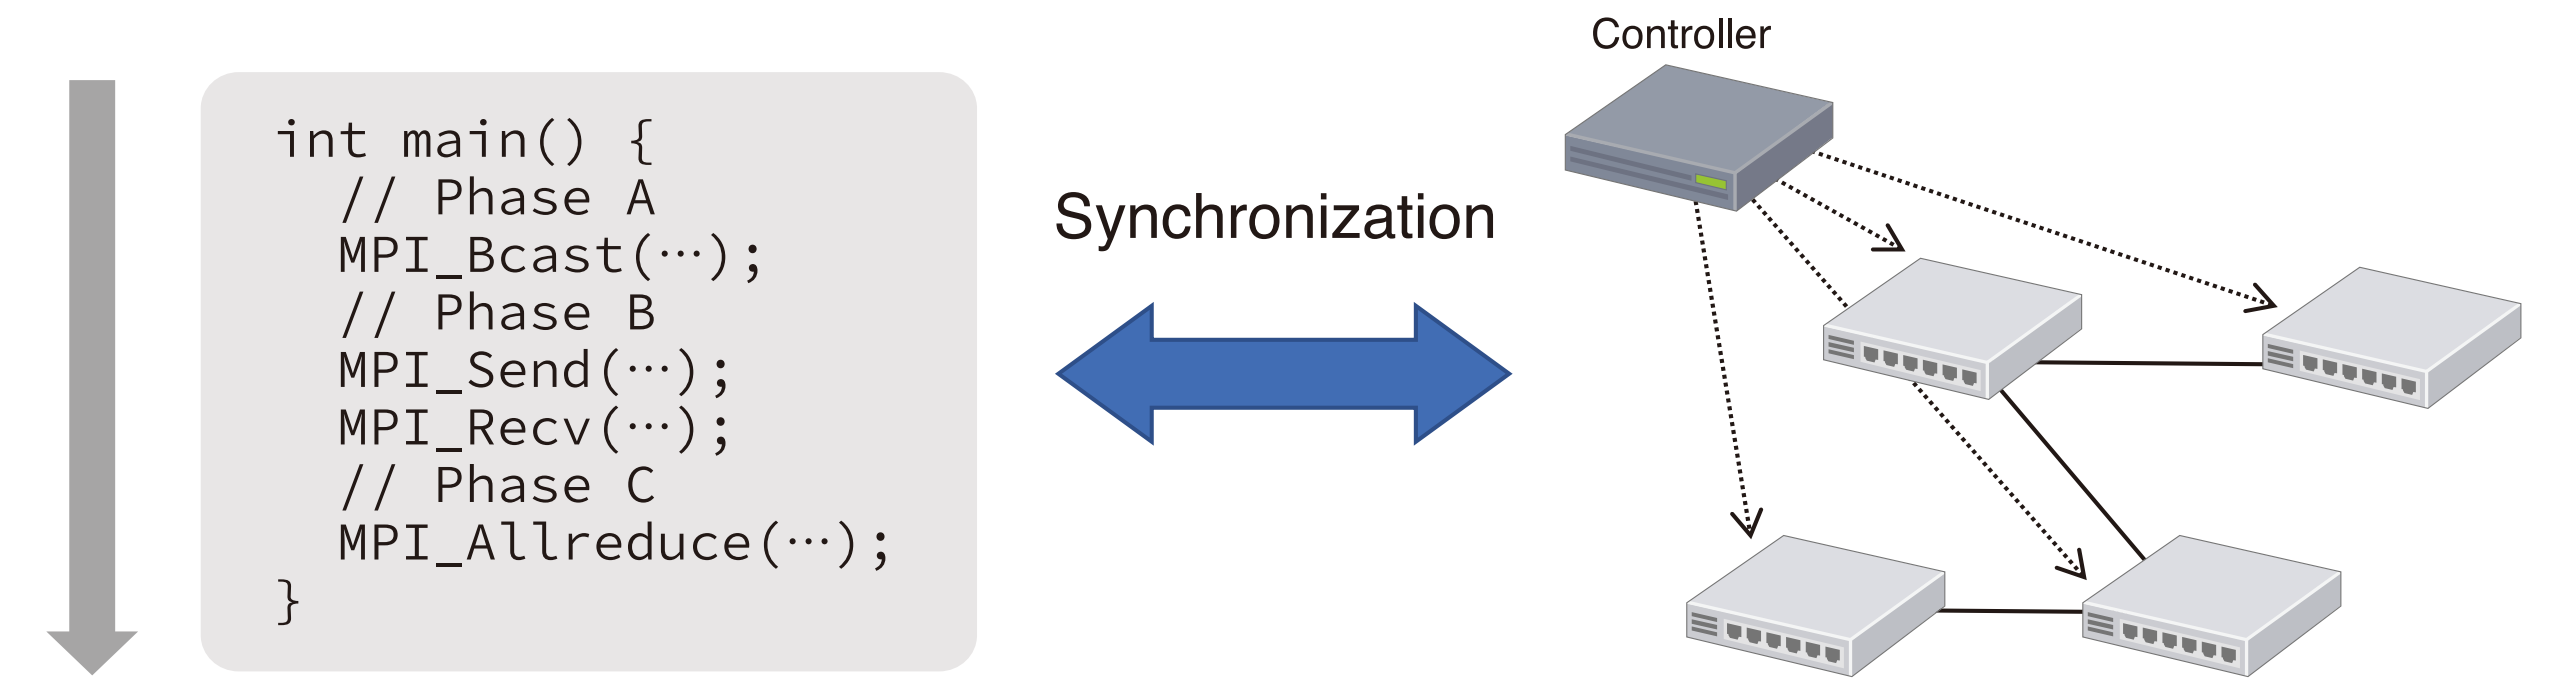 int main() {
  // Phase A
  MPI_Bcast(…);
  // Phase B
  MPI_Send(…);
  MPI_Recv(…);
  // Phase C
  MPI_Allreduce(…);
}
Synchronization
Controller